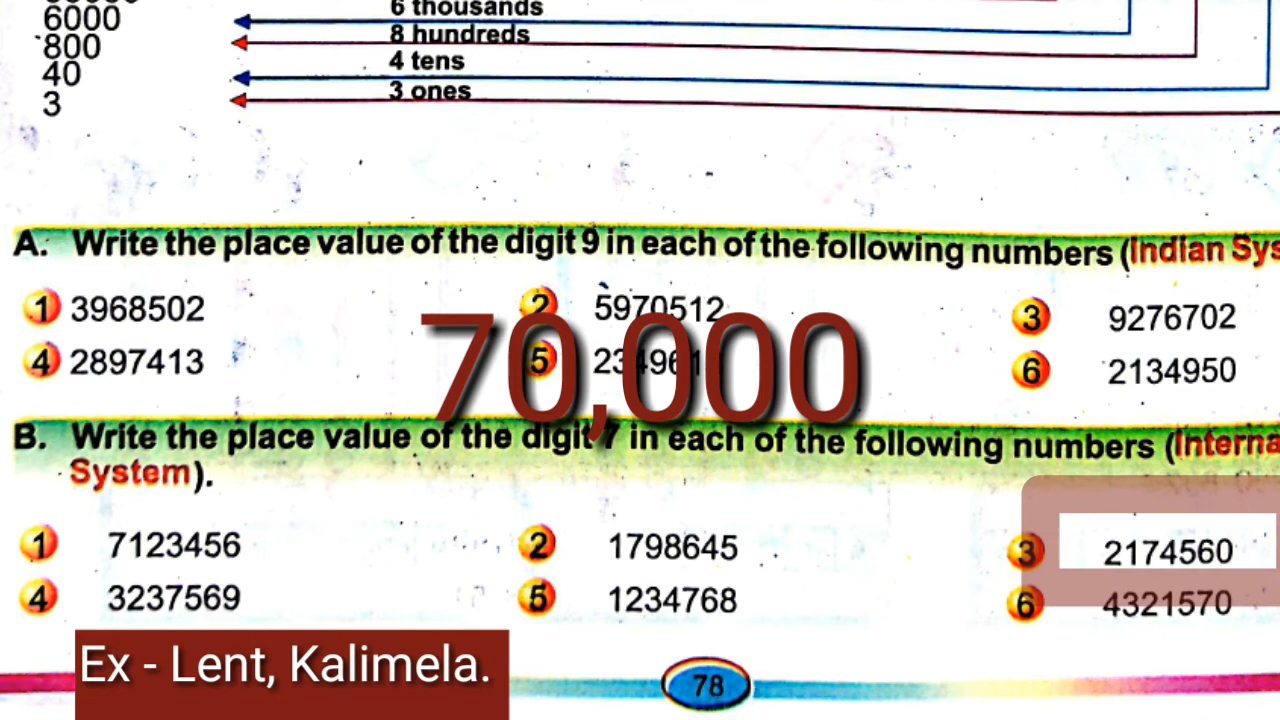 6000
6 thousands
800
8 hundreds
40
4 tens
3
3 ones
A. Write the place value of the digit 9 in each of the following numbers (Indian Sys
1 3968502
2 5970512
3 9276702
4 2897413
5
6 2134950
70,000
B. Write the place value of the digit 7 in each of the following numbers (Interna
System).
1 7123456
2 1798645
3 2174560
4 3237569
5 1234768
6 4321570
Ex - Lent, Kalimela.
78